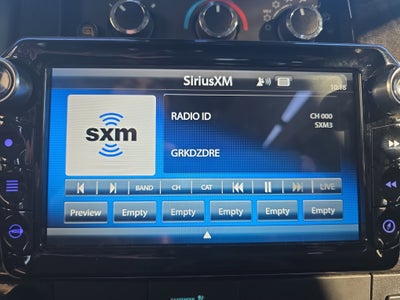 SiriusXM
10:18
sxm
RADIO ID
CH 000
SXM3
GRKDZDRE
BAND
CH
CAT
LIVE
Preview
Empty
Empty
Empty
Empty
Empty